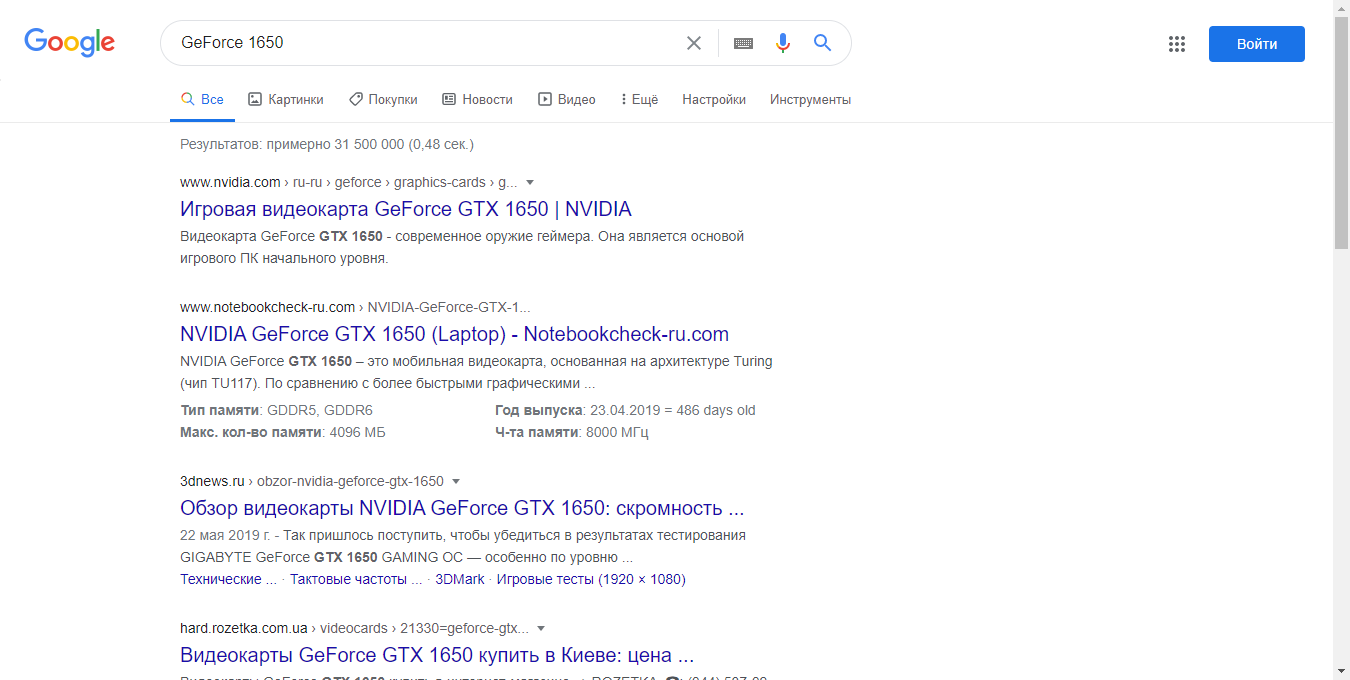 Google
GeForce 1650
Войти
Все
Картинки
Покупки
Новости
Видео
Ещё
Настройки
Инструменты
Результатов: примерно 31 500 000 (0,48 сек.)
www.nvidia.com › ru-ru › geforce › graphics-cards › g...
Игровая видеокарта GeForce GTX 1650 | NVIDIA
Видеокарта GeForce GTX 1650 - современное оружие геймера. Она является основой
игрового ПК начального уровня.
www.notebookcheck-ru.com › NVIDIA-GeForce-GTX-1...
NVIDIA GeForce GTX 1650 (Laptop) - Notebookcheck-ru.com
NVIDIA GeForce GTX 1650 – это мобильная видеокарта, основанная на архитектуре Turing
(чип TU117). По сравнению с более быстрыми графическими ...
Тип памяти: GDDR5, GDDR6 Год выпуска: 23.04.2019 = 486 days old
Макс. кол-во памяти: 4096 МБ Ч-та памяти: 8000 МГц
3dnews.ru › obzor-nvidia-geforce-gtx-1650
Обзор видеокарты NVIDIA GeForce GTX 1650: скромность ...
22 мая 2019 г. - Так пришлось поступить, чтобы убедиться в результатах тестирования
GIGABYTE GeForce GTX 1650 GAMING OC — особенно по уровню ...
Технические ... · Тактовые частоты ... · 3DMark · Игровые тесты (1920 × 1080)
hard.rozetka.com.ua › videocards › 21330=geforce-gtx...
Видеокарты GeForce GTX 1650 купить в Киеве: цена ...